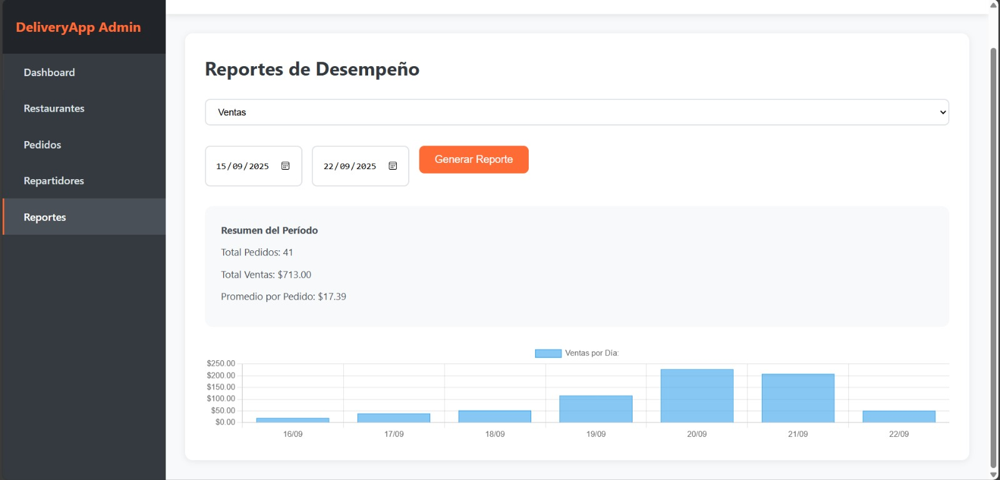 DeliveryApp Admin
Dashboard
Restaurantes
Pedidos
Repartidores
Reportes
Reportes de Desempeño
Ventas
15/09/2025
22/09/2025
Generar Reporte
Resumen del Período
Total Pedidos: 41
Total Ventas: $713.00
Promedio por Pedido: $17.39
Ventas por Día:
$250.00
$200.00
$150.00
$100.00
$50.00
$0.00
16/09
17/09
18/09
19/09
20/09
21/09
22/09